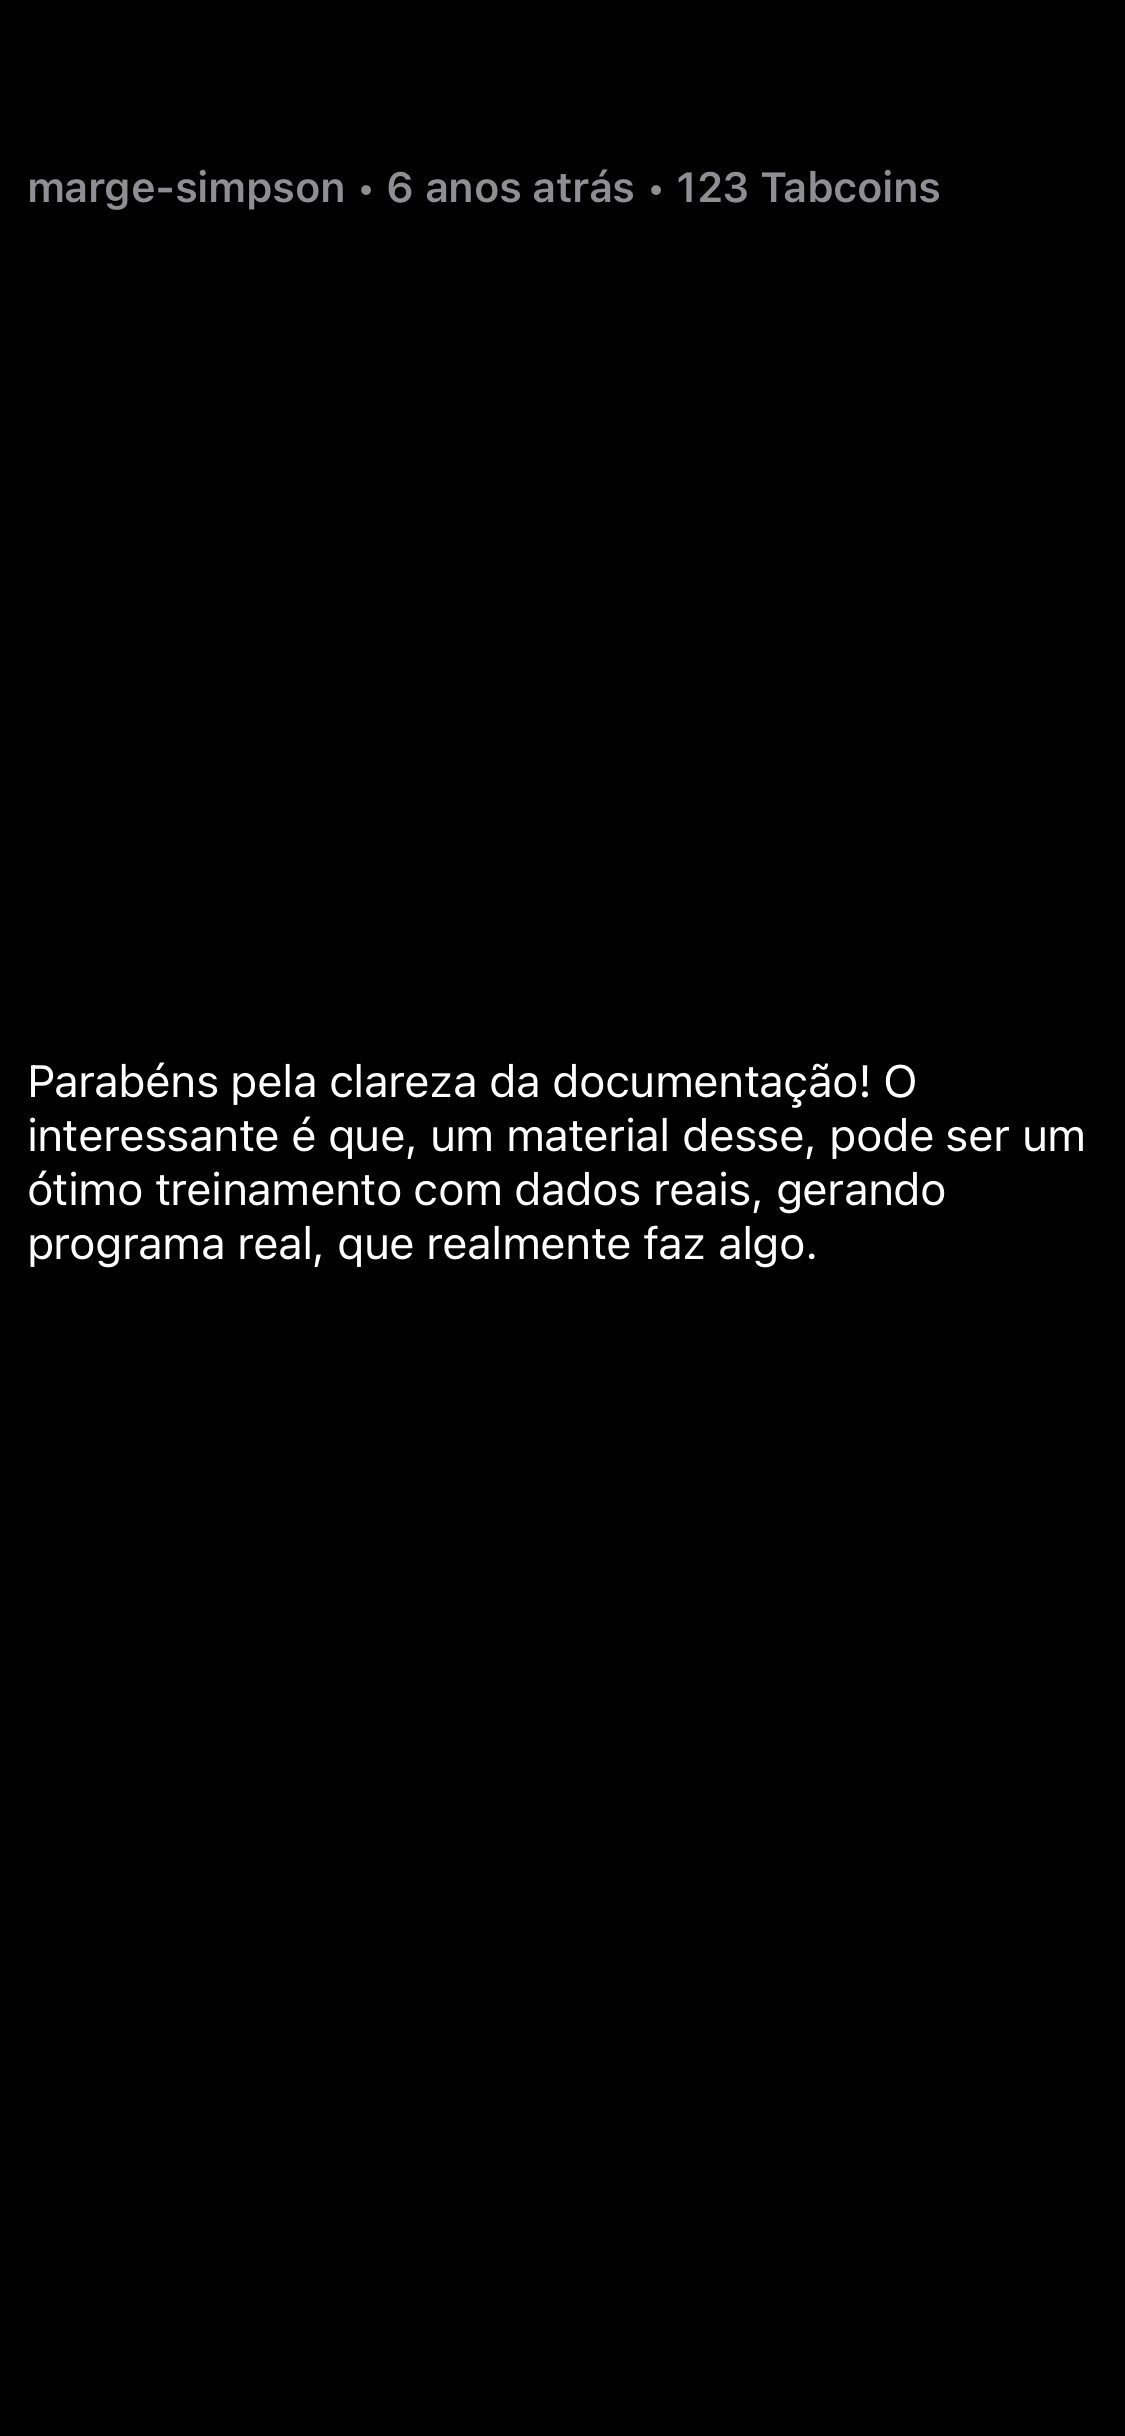 marge-simpson • 6 anos atrás • 123 Tabcoins
Parabéns pela clareza da documentação! O
interessante é que, um material desse, pode ser um
ótimo treinamento com dados reais, gerando
programa real, que realmente faz algo.